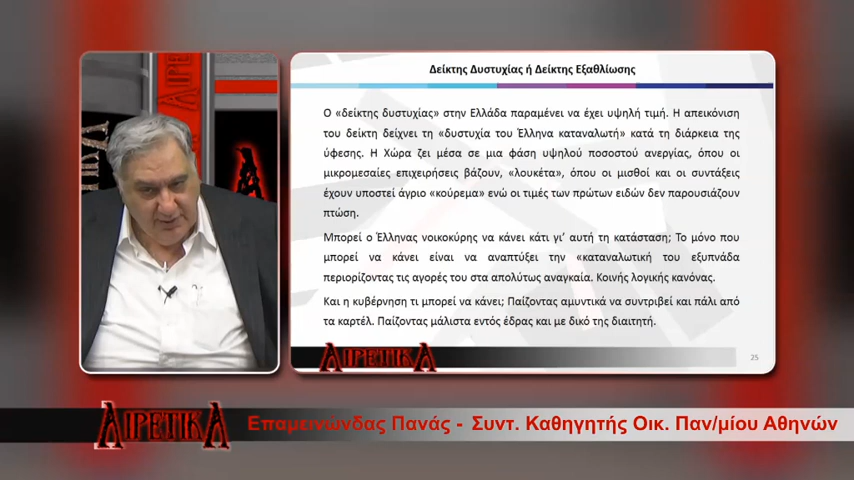 Δείκτης Δυστυχίας ή Δείκτης Εξαθλίωσης
Ο «δείκτης δυστυχίας» στην Ελλάδα παραμένει να έχει υψηλή τιμή. Η απεικόνιση
του δείκτη δείχνει τη «δυστυχία του Έλληνα καταναλωτή» κατά τη διάρκεια της
ύφεσης. Η Χώρα ζει μέσα σε μια φάση υψηλού ποσοστού ανεργίας, όπου οι
μικρομεσαίες επιχειρήσεις βάζουν, «λουκέτα», όπου οι μισθοί και οι συντάξεις
έχουν υποστεί άγριο «κούρεμα» ενώ οι τιμές των πρώτων ειδών δεν παρουσιάζουν
πτώση.
Μπορεί ο Έλληνας νοικοκύρης να κάνει κάτι γι’ αυτή τη κατάσταση; Το μόνο που
μπορεί να κάνει είναι να αναπτύξει την «καταναλωτική του εξυπνάδα
περιορίζοντας τις αγορές του στα απολύτως αναγκαία. Κοινής λογικής κανόνας.
Και η κυβέρνηση τι μπορεί να κάνει; Παίζοντας αμυντικά να συντριβεί και πάλι από
τα καρτέλ. Παίζοντας μάλιστα εντός έδρας και με δικό της διαιτητή.
ΑΙΡΕΤΙΚΑ
25
ΑΙΡΕΤΙΚΑ
Επαμεινώνδας Πανάς - Συντ. Καθηγητής Οικ. Παν/μίου Αθηνών